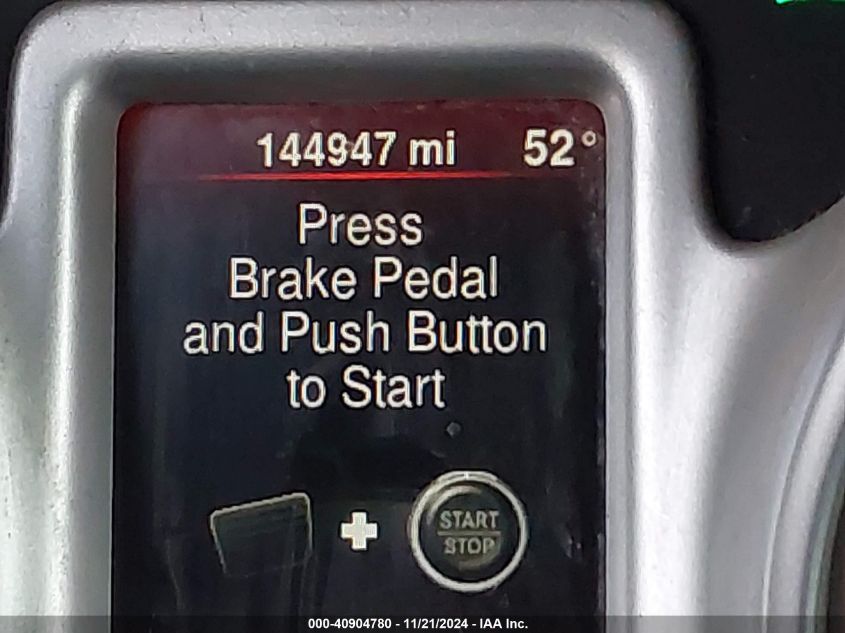 144947 mi 52°
Press
Brake Pedal
and Push Button
to Start
START
STOP
000-40904780 - 11/21/2024 - IAA Inc.